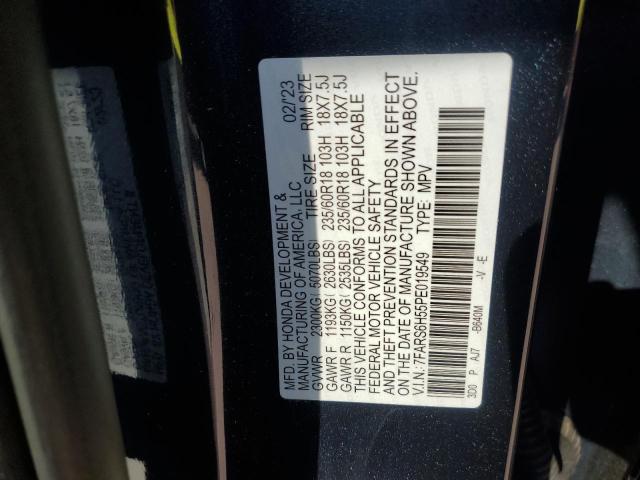 MFD. BY HONDA DEVELOPMENT & 02/'23
MANUFACTURING OF AMERICA, LLC
GVWR 2300KG( 5070LBS) TIRE SIZE RIM SIZE
GAWR F 1193KG( 2630LBS) 235/60R18 103H 18X7.5J
GAWR R 1150KG( 2535LBS) 235/60R18 103H 18X7.5J
THIS VEHICLE CONFORMS TO ALL APPLICABLE
FEDERAL MOTOR VEHICLE SAFETY
AND THEFT PREVENTION STANDARDS IN EFFECT
ON THE DATE OF MANUFACTURE SHOWN ABOVE.
V.I.N: 7FARS6H55PE019549 TYPE: MPV
3D0 P AJ7 -B640M -V -E